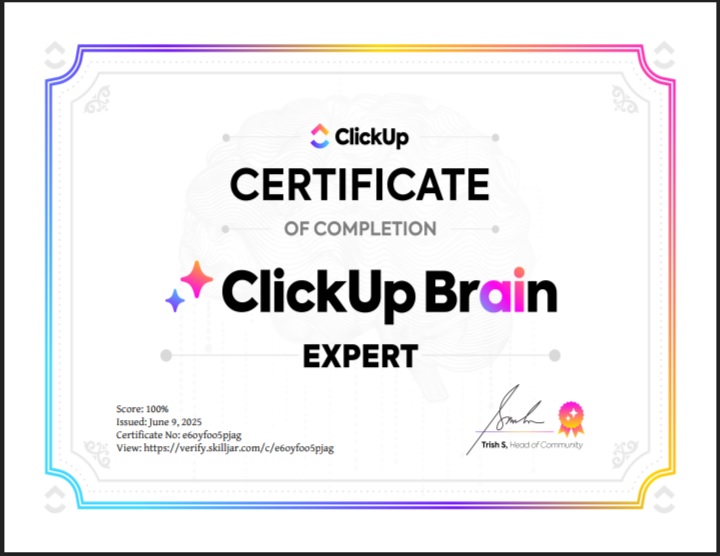 ClickUp
CERTIFICATE
OF COMPLETION
ClickUp Brain
EXPERT
Score: 100%
Issued: June 9, 2025
Certificate No: e6oyfoo5pjag
View: https://verify.skilljar.com/c/e6oyfoo5pjag
Trish S, Head of Community